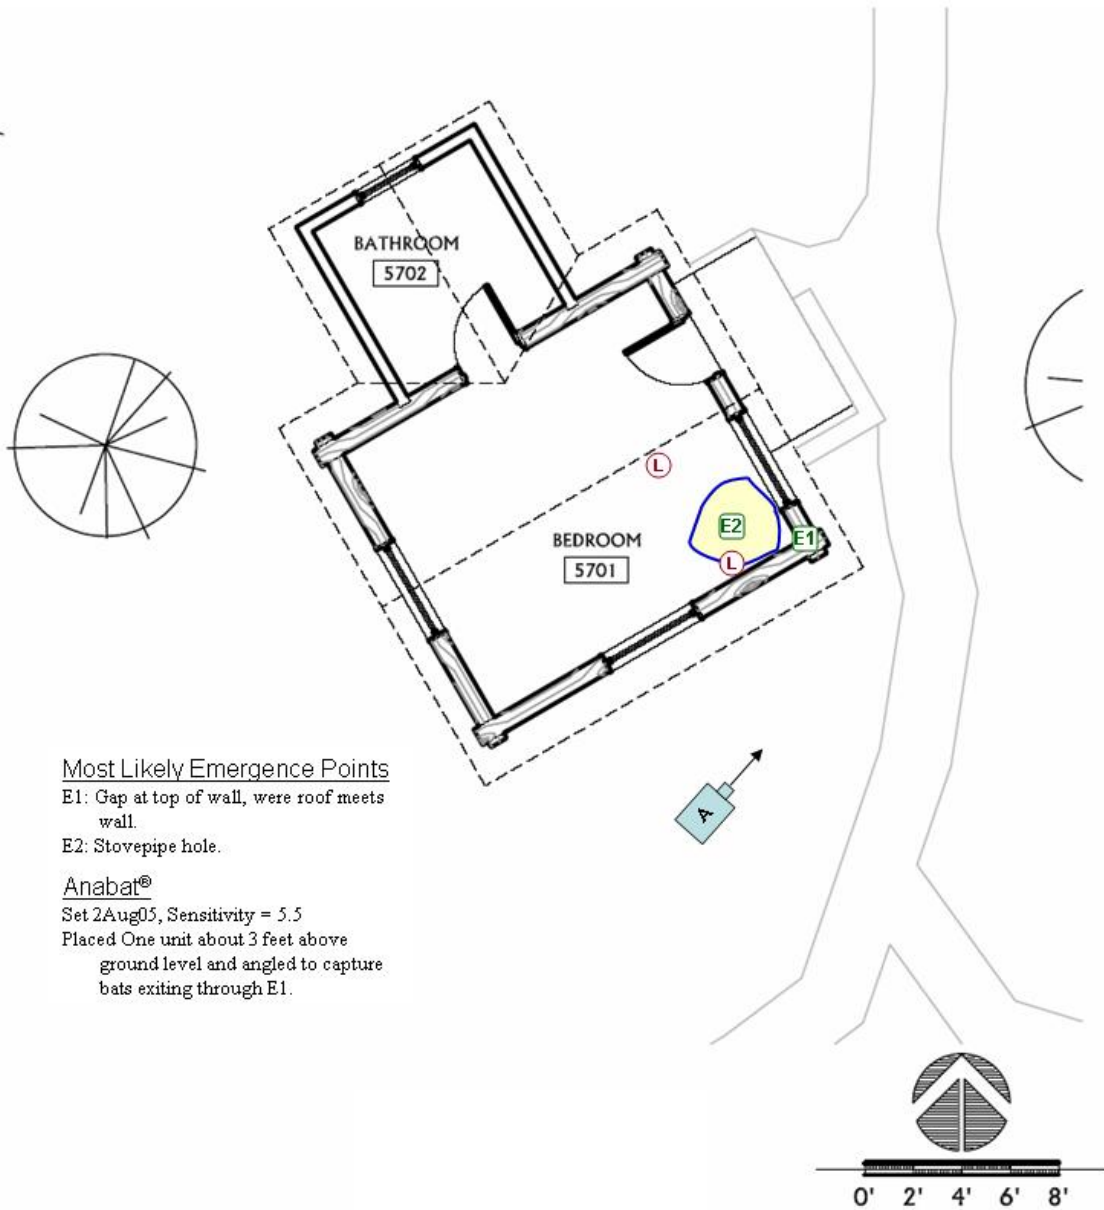 BATHROOM
5702
L
E2
E1
BEDROOM
5701
L
A
Most Likely Emergence Points
E1: Gap at top of wall, were roof meets
wall.
E2: Stovepipe hole.
Anabat®
Set 2Aug05, Sensitivity = 5.5
Placed One unit about 3 feet above
ground level and angled to capture
bats exiting through E1.
0' 2' 4' 6' 8'